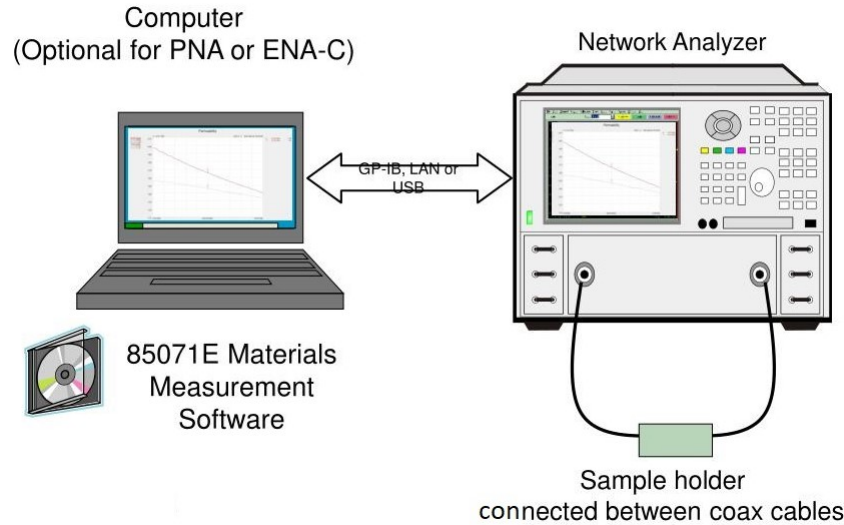 Computer
(Optional for PNA or ENA-C)
Network Analyzer
GP-IB, LAN or
USB
85071E Materials
Measurement
Software
Sample holder
connected between coax cables